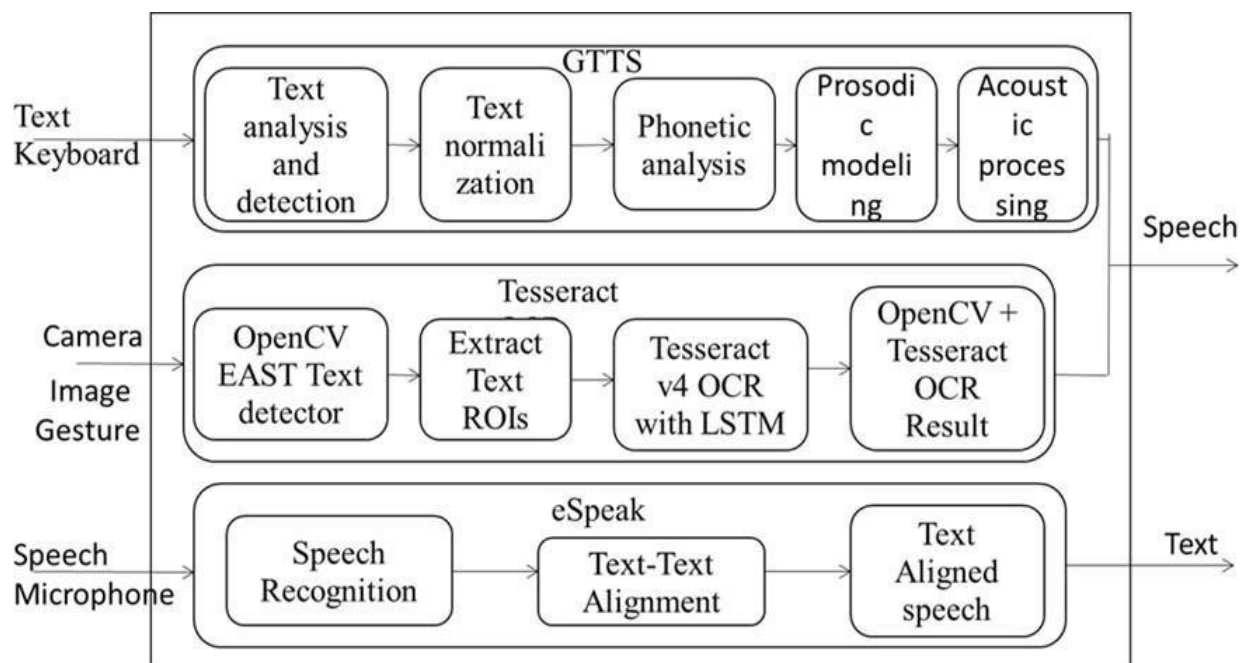 GTTS
Text
Keyboard
Text
analysis
and
detection
Text
normali
zation
Phonetic
analysis
Prosodi
c
modeli
ng
Acoust
ic
proces
sing
Speech
Camera
Image
Gesture
Tesseract
OpenCV
EAST Text
detector
Extract
Text
ROIs
Tesseract
v4 OCR
with LSTM
OpenCV +
Tesseract
OCR
Result
eSpeak
Speech
Microphone
Speech
Recognition
Text-Text
Alignment
Text
Aligned
speech
Text